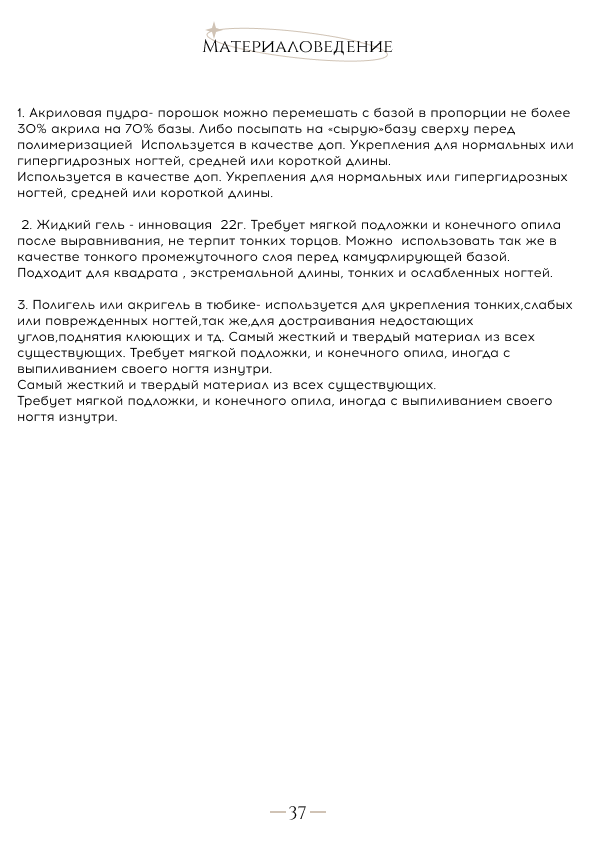 Материаловедение
1. Акриловая пудра- порошок можно перемешать с базой в пропорции не более
30% акрила на 70% базы. Либо посыпать на «сырую»базу сверху перед
полимеризацией  Используется в качестве доп. Укрепления для нормальных или
гипергидрозных ногтей, средней или короткой длины.
Используется в качестве доп. Укрепления для нормальных или гипергидрозных
ногтей, средней или короткой длины.
2. Жидкий гель - инновация  22г. Требует мягкой подложки и конечного опила
после выравнивания, не терпит тонких торцов. Можно  использовать так же в
качестве тонкого промежуточного слоя перед камуфлирующей базой.
Подходит для квадрата , экстремальной длины, тонких и ослабленных ногтей.
3. Полигель или акригель в тюбике- используется для укрепления тонких,слабых
или поврежденных ногтей,так же,для достраивания недостающих
углов,поднятия клюющих и тд. Самый жесткий и твердый материал из всех
существующих. Требует мягкой подложки, и конечного опила, иногда с
выпиливанием своего ногтя изнутри.
Самый жесткий и твердый материал из всех существующих.
Требует мягкой подложки, и конечного опила, иногда с выпиливанием своего
ногтя изнутри.
37